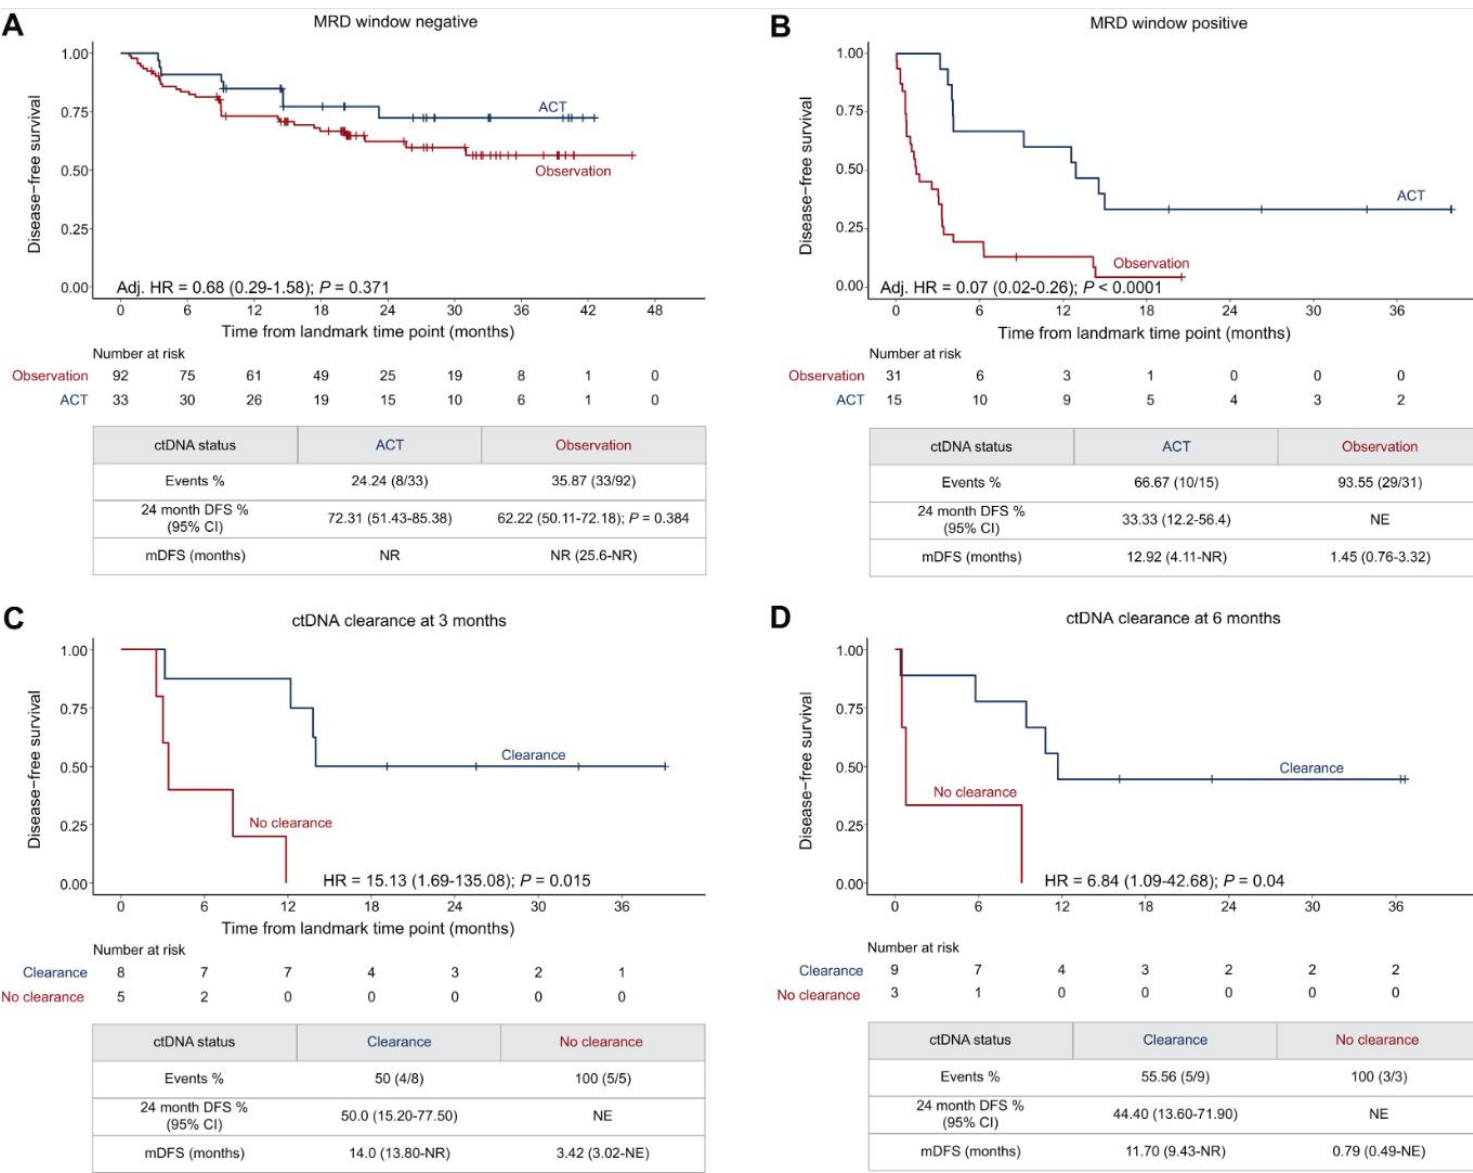 A
MRD window negative
1.00
0.75
0.50
0.25
0.00
Disease−free survival
ACT
Observation
Adj. HR = 0.68 (0.29-1.58); P = 0.371
0 6 12 18 24 30 36 42 48
Time from landmark time point (months)
Number at risk
Observation 92 75 61 49 25 19 8 1 0
ACT 33 30 26 19 15 10 6 1 0
ctDNA status ACT Observation
Events % 24.24 (8/33) 35.87 (33/92)
24 month DFS %
(95% CI) 72.31 (51.43-85.38) 62.22 (50.11-72.18); P = 0.384
mDFS (months) NR NR (25.6-NR)
B
MRD window positive
1.00
0.75
0.50
0.25
0.00
Disease−free survival
ACT
Observation
Adj. HR = 0.07 (0.02-0.26); P < 0.0001
0 6 12 18 24 30 36
Time from landmark time point (months)
Number at risk
Observation 31 6 3 1 0 0 0
ACT 15 10 9 5 4 3 2
ctDNA status ACT Observation
Events % 66.67 (10/15) 93.55 (29/31)
24 month DFS %
(95% CI) 33.33 (12.2-56.4) NE
mDFS (months) 12.92 (4.11-NR) 1.45 (0.76-3.32)
C
ctDNA clearance at 3 months
1.00
0.75
0.50
0.25
0.00
Disease−free survival
Clearance
No clearance
HR = 15.13 (1.69-135.08); P = 0.015
0 6 12 18 24 30 36
Time from landmark time point (months)
Number at risk
Clearance 8 7 7 4 3 2 1
No clearance 5 2 0 0 0 0 0
ctDNA status Clearance No clearance
Events % 50 (4/8) 100 (5/5)
24 month DFS %
(95% CI) 50.0 (15.20-77.50) NE
mDFS (months) 14.0 (13.80-NR) 3.42 (3.02-NE)
D
ctDNA clearance at 6 months
1.00
0.75
0.50
0.25
0.00
Disease−free survival
Clearance
No clearance
HR = 6.84 (1.09-42.68); P = 0.04
0 6 12 18 24 30 36
Number at risk
Clearance 9 7 4 3 2 2 2
No clearance 3 1 0 0 0 0 0
ctDNA status Clearance No clearance
Events % 55.56 (5/9) 100 (3/3)
24 month DFS %
(95% CI) 44.40 (13.60-71.90) NE
mDFS (months) 11.70 (9.43-NR) 0.79 (0.49-NE)